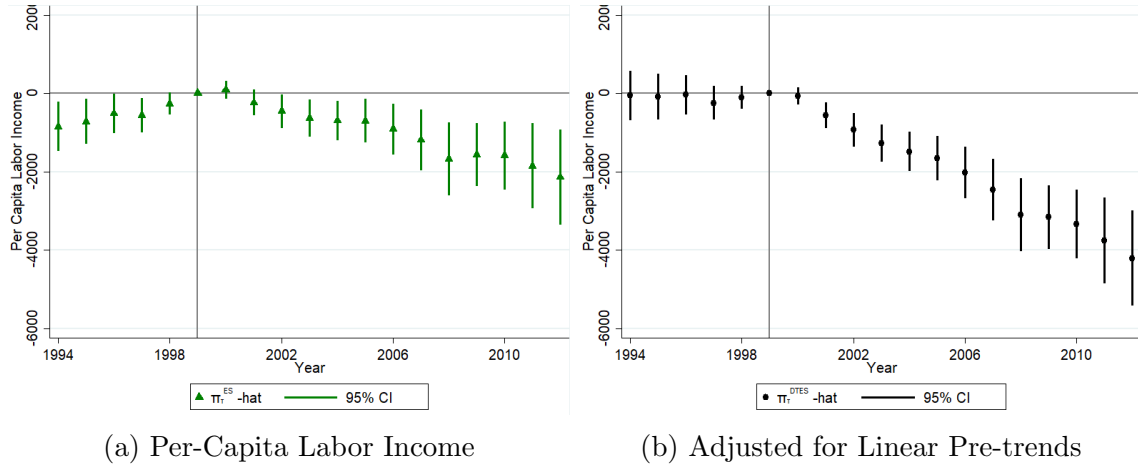 2000
0
-2000
-4000
-6000
Per Capita Labor Income
1994 1998 2002 2006 2010
Year
πτ^ES -hat 95% CI
(a) Per-Capita Labor Income
2000
0
-2000
-4000
-6000
Per Capita Labor Income
1994 1998 2002 2006 2010
Year
πτ^DTES -hat 95% CI
(b) Adjusted for Linear Pre-trends